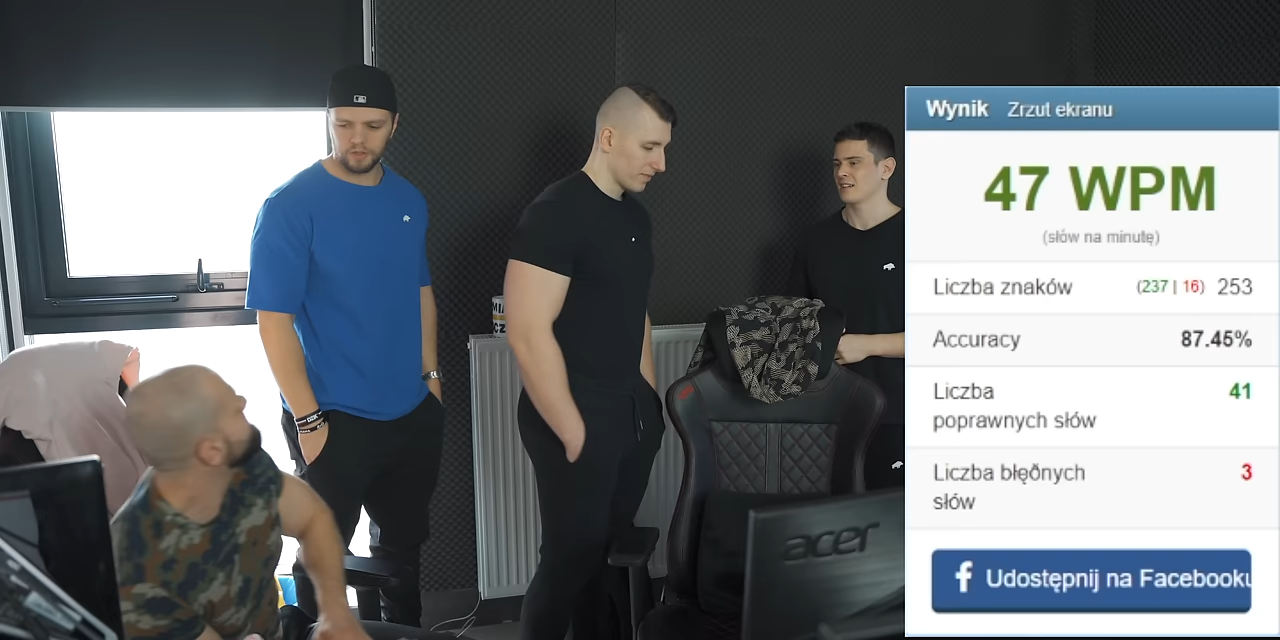 Wynik Zrzut ekranu
47 WPM
(słów na minutę)
Liczba znaków (237 | 16) 253
Accuracy 87.45%
Liczba
poprawnych słów 41
Liczba błęðnych
słów 3
Udostępnij na Facebooku
acer